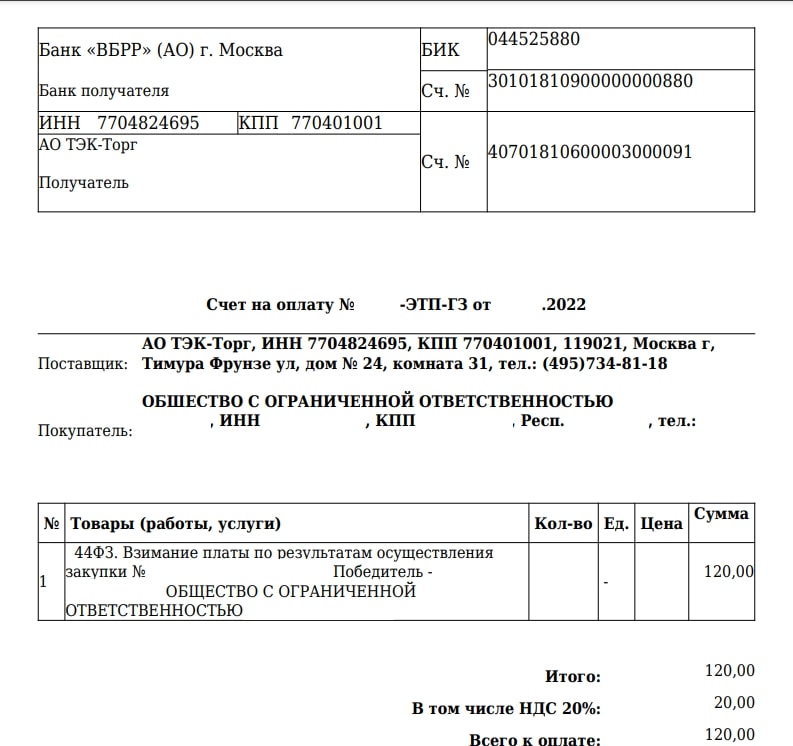 Банк «ВБРР» (АО) г. Москва
БИК
044525880
Банк получателя
Сч. №
30101810900000000880
ИНН 7704824695
КПП 770401001
АО ТЭК-Торг
Сч. №
40701810600003000091
Получатель
Счет на оплату № -ЭТП-ГЗ от .2022
АО ТЭК-Торг, ИНН 7704824695, КПП 770401001, 119021, Москва г,
Поставщик: Тимура Фрунзе ул, дом № 24, комната 31, тел.: (495)734-81-18
ОБШЕСТВО С ОГРАНИЧЕННОЙ ОТВЕТСТВЕННОСТЬЮ
, ИНН , КПП , Респ. , тел.:
Покупатель:
№ Товары (работы, услуги) Кол-во Ед. Цена Сумма
44ФЗ. Взимание платы по результатам осуществления
закупки № Победитель - 120,00
1 -
ОБЩЕСТВО С ОГРАНИЧЕННОЙ
ОТВЕТСТВЕННОСТЬЮ
Итого: 120,00
В том числе НДС 20%: 20,00
Всего к оплате: 120,00